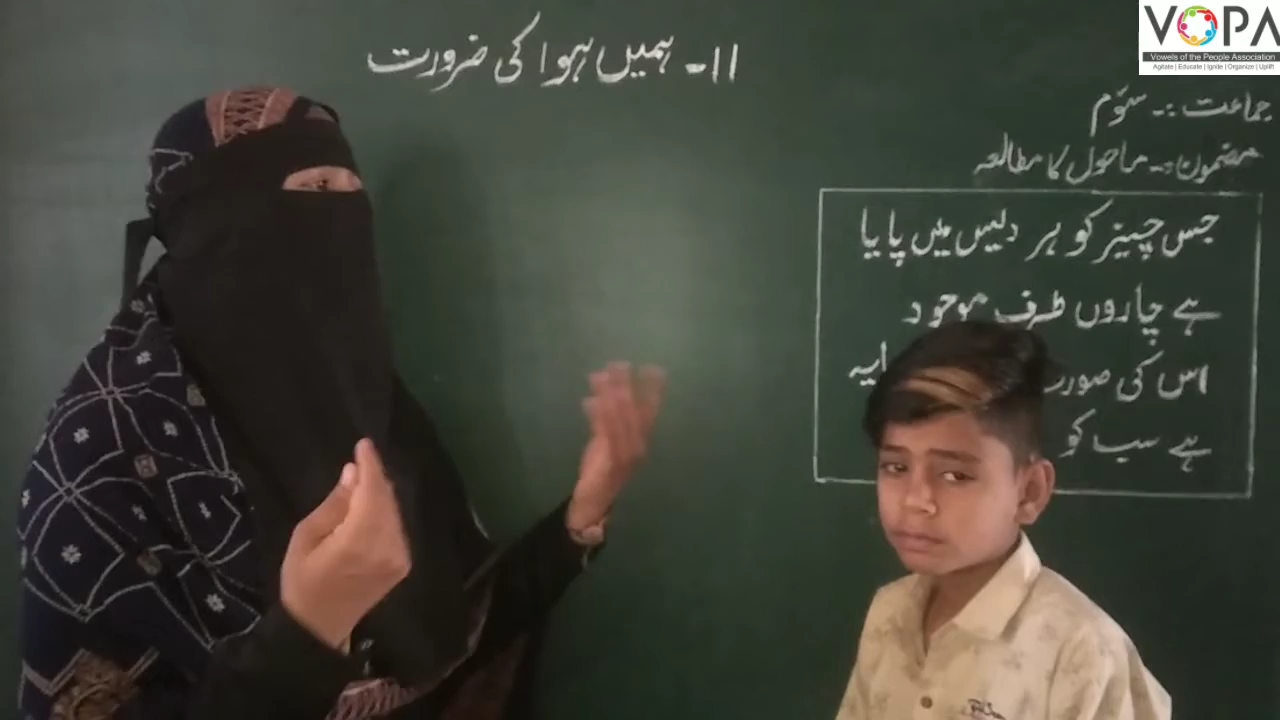 ۱۱- ہمیں ہوا کی ضرورت
VOPA
Vowels of the People Association
Agitate | Educate | Ignite | Organize | Uplift
جماعت :- سوّم
مضمون :- ماحول کا مطالعہ
جس چیز کو ہر دیس میں پایا
ہے چاروں طرف موجود
اس کی صورت
ہے سب کو